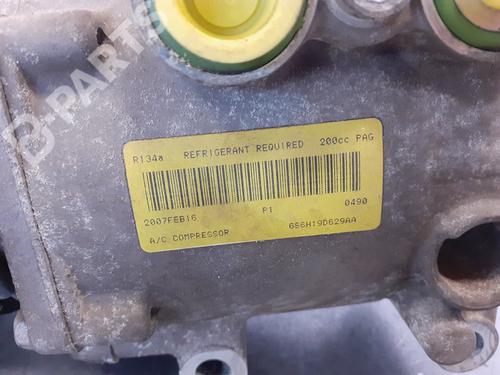 B-PARTS
R134a REFRIGERANT REQUIRED 200cc PAG
2007FEB16 P1 0490
A/C COMPRESSOR 6S6H19D629AA